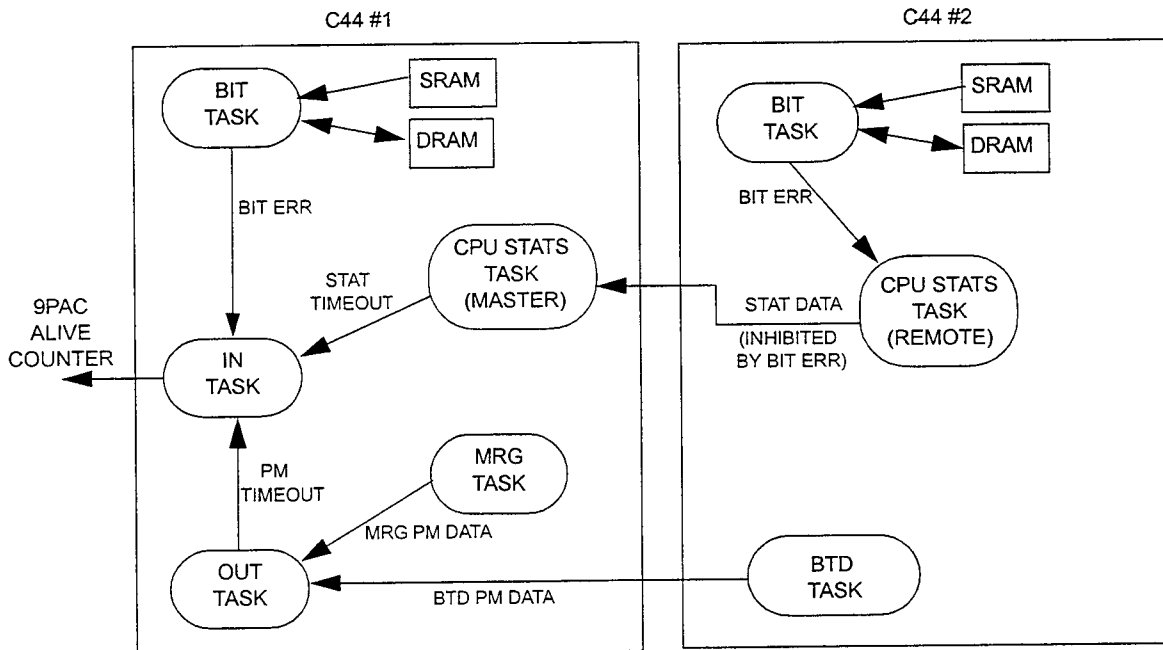 C44 #1
C44 #2
BIT
TASK
SRAM
DRAM
BIT
TASK
SRAM
DRAM
BIT ERR
BIT ERR
CPU STATS
TASK
(MASTER)
STAT
TIMEOUT
CPU STATS
TASK
(REMOTE)
STAT DATA
(INHIBITED
BY BIT ERR)
9PAC
ALIVE
COUNTER
IN
TASK
PM
TIMEOUT
MRG
TASK
MRG PM DATA
OUT
TASK
BTD PM DATA
BTD
TASK